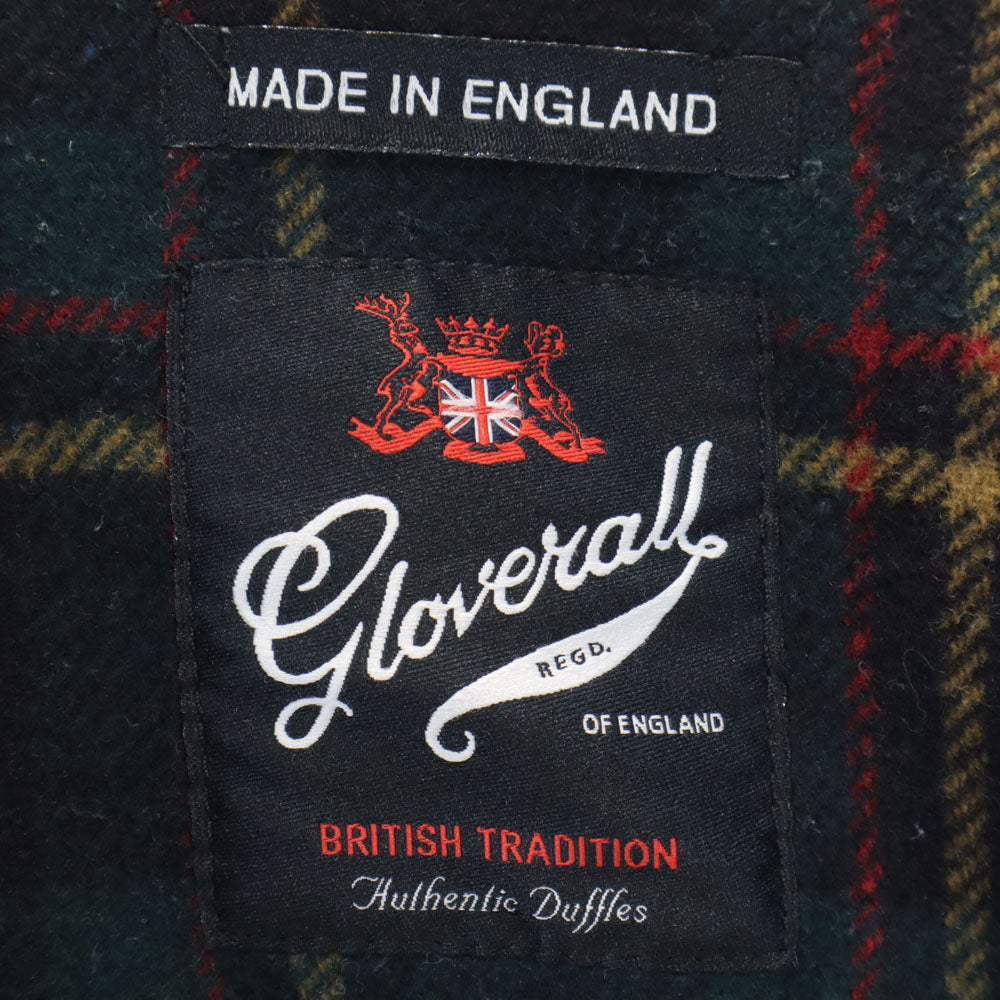 MADE IN ENGLAND
Gloverall
REGD.
OF ENGLAND
BRITISH TRADITION
Authentic Duffles